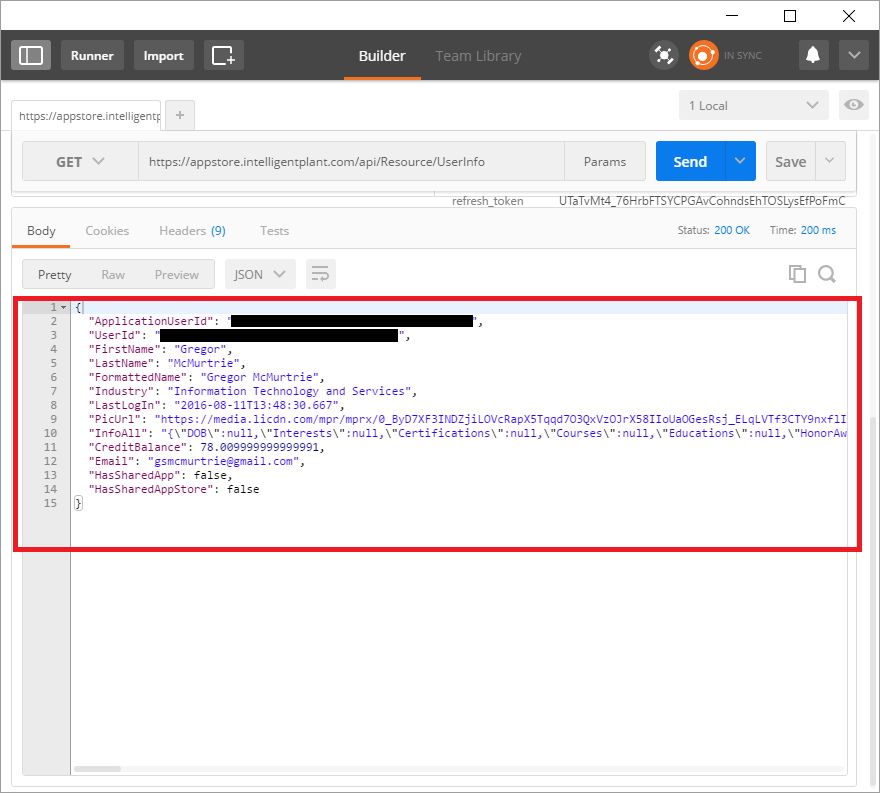 Runner Import Builder Team Library IN SYNC
https://appstore.intelligentp + 1 Local
GET https://appstore.intelligentplant.com/api/Resource/UserInfo Params Send Save
refresh_token UTaTvMt4_76HrbFTSYCPGAvCohndsEhTOSLysEfPoFmC
Body Cookies Headers (9) Tests Status: 200 OK Time: 200 ms
Pretty Raw Preview JSON
1 {
2 "ApplicationUserId": "",
3 "UserId": "",
4 "FirstName": "Gregor",
5 "LastName": "McMurtrie",
6 "FormattedName": "Gregor McMurtrie",
7 "Industry": "Information Technology and Services",
8 "LastLogIn": "2016-08-11T13:48:30.667",
9 "PicUrl": "https://media.licdn.com/mpr/mprx/0_ByD7XF3INDZjiLOVcRapX5Tqqd7O3QxVzOJrX58IIoUaOGesRsj_ELqLVTf3CTY9nxflI
10 "InfoAll": "{\"DOB\":null,\"Interests\":null,\"Certifications\":null,\"Courses\":null,\"Educations\":null,\"HonorAw
11 "CreditBalance": 78.009999999999991,
12 "Email": "gsmcmurtrie@gmail.com",
13 "HasSharedApp": false,
14 "HasSharedAppStore": false
15 }